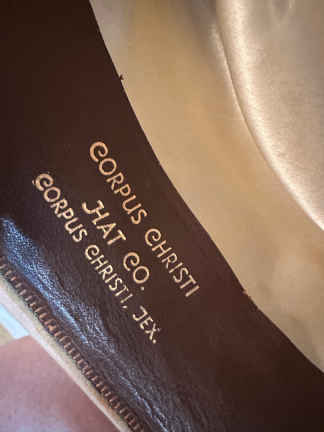 CORPUS CHRISTI
HAT CO.
CORPUS CHRISTI, TEX.